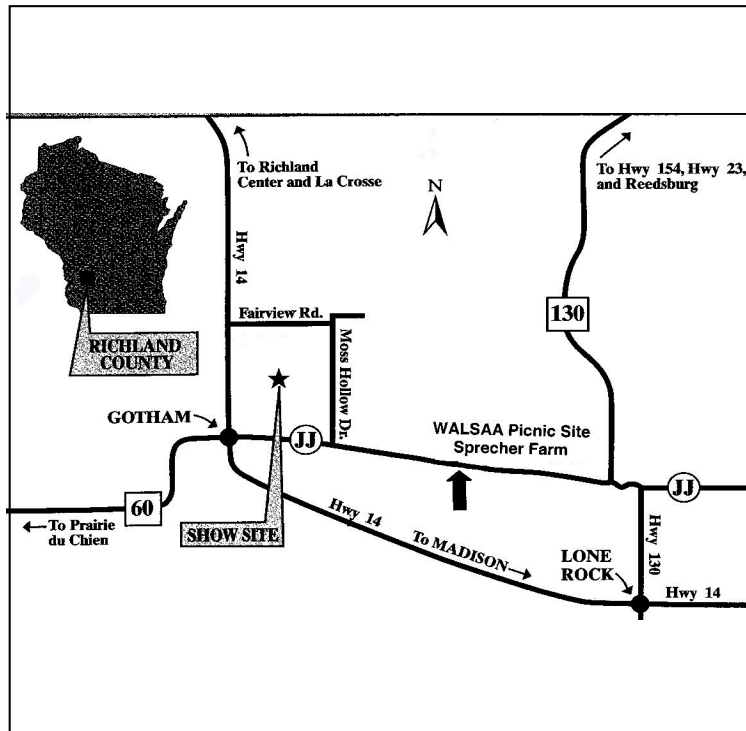 To Richland
Center and La Crosse
N
To Hwy 154, Hwy 23,
and Reedsburg
Hwy 14
130
Fairview Rd.
RICHLAND
COUNTY
Moss Hollow Dr.
GOTHAM
JJ
WALSAA Picnic Site
Sprecher Farm
JJ
60
To Prairie
du Chien
SHOW SITE
Hwy 14
To MADISON
LONE
ROCK
Hwy 130
Hwy 14